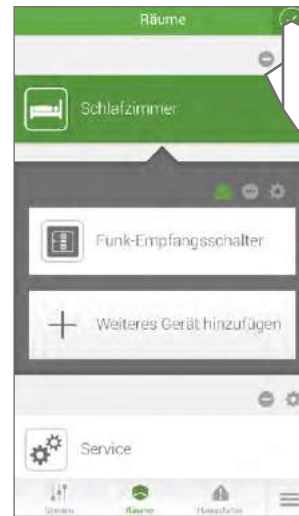 Räume
Schlafzimmer
Funk-Empfangsschalter
Weiteres Gerät hinzufügen
Service
Räume